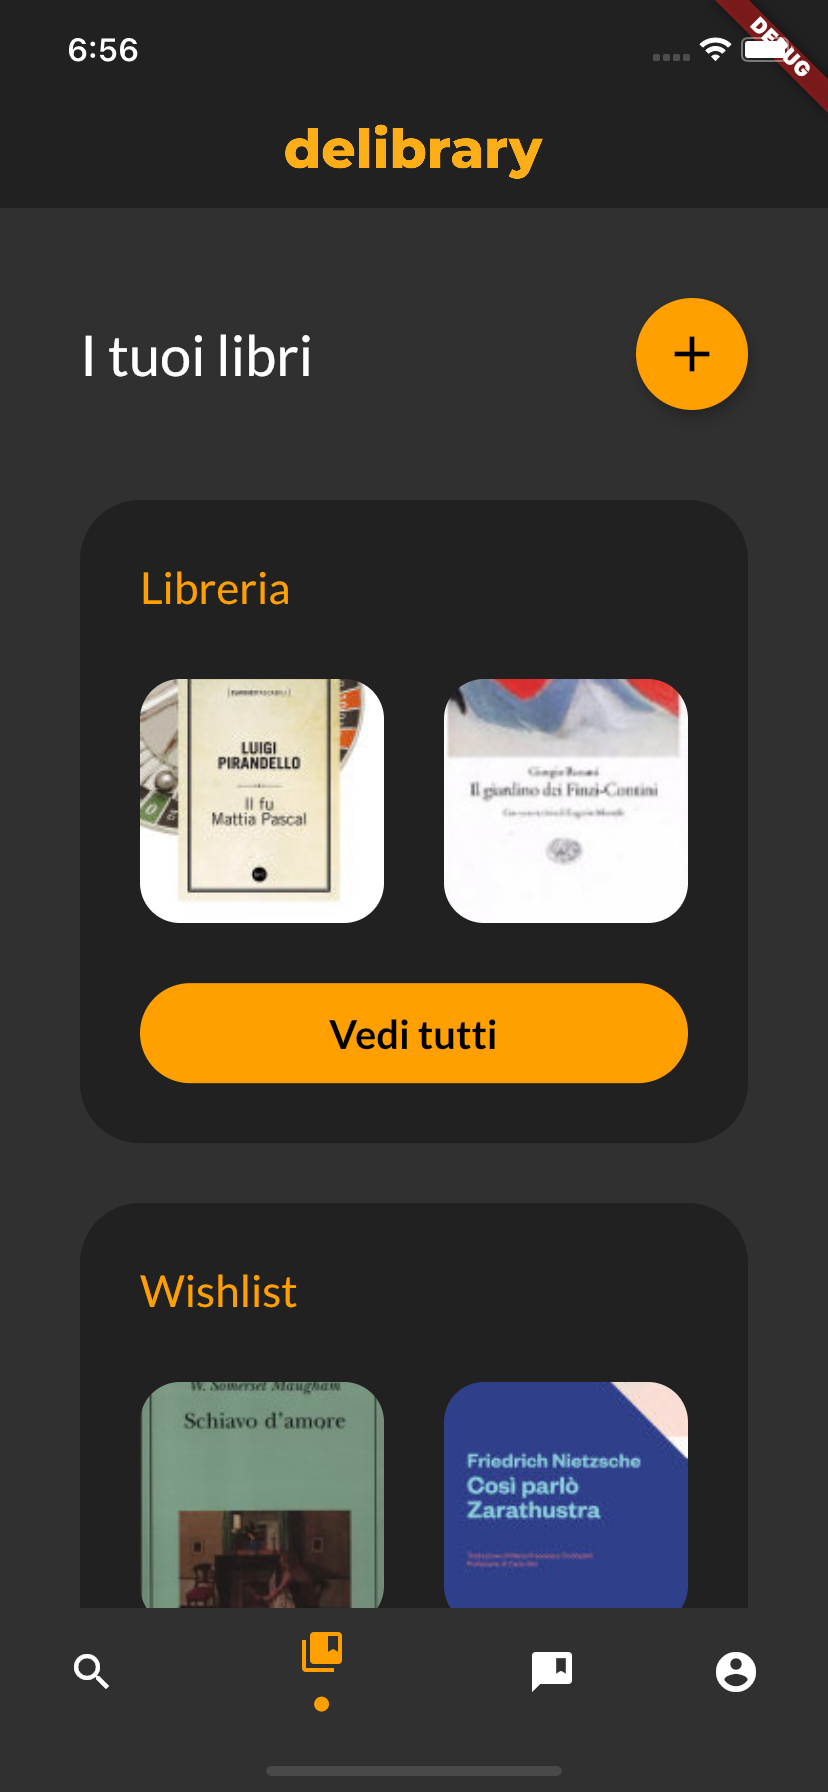 6:56
DEBUG
delibrary
I tuoi libri
Libreria
LUIGI
PIRANDELLO
Il fu
Mattia Pascal
Giorgio Bassani
Il giardino dei Finzi-Contini
Vedi tutti
Wishlist
W. Somerset Maugham
Schiavo d'amore
Friedrich Nietzsche
Così parlò
Zarathustra